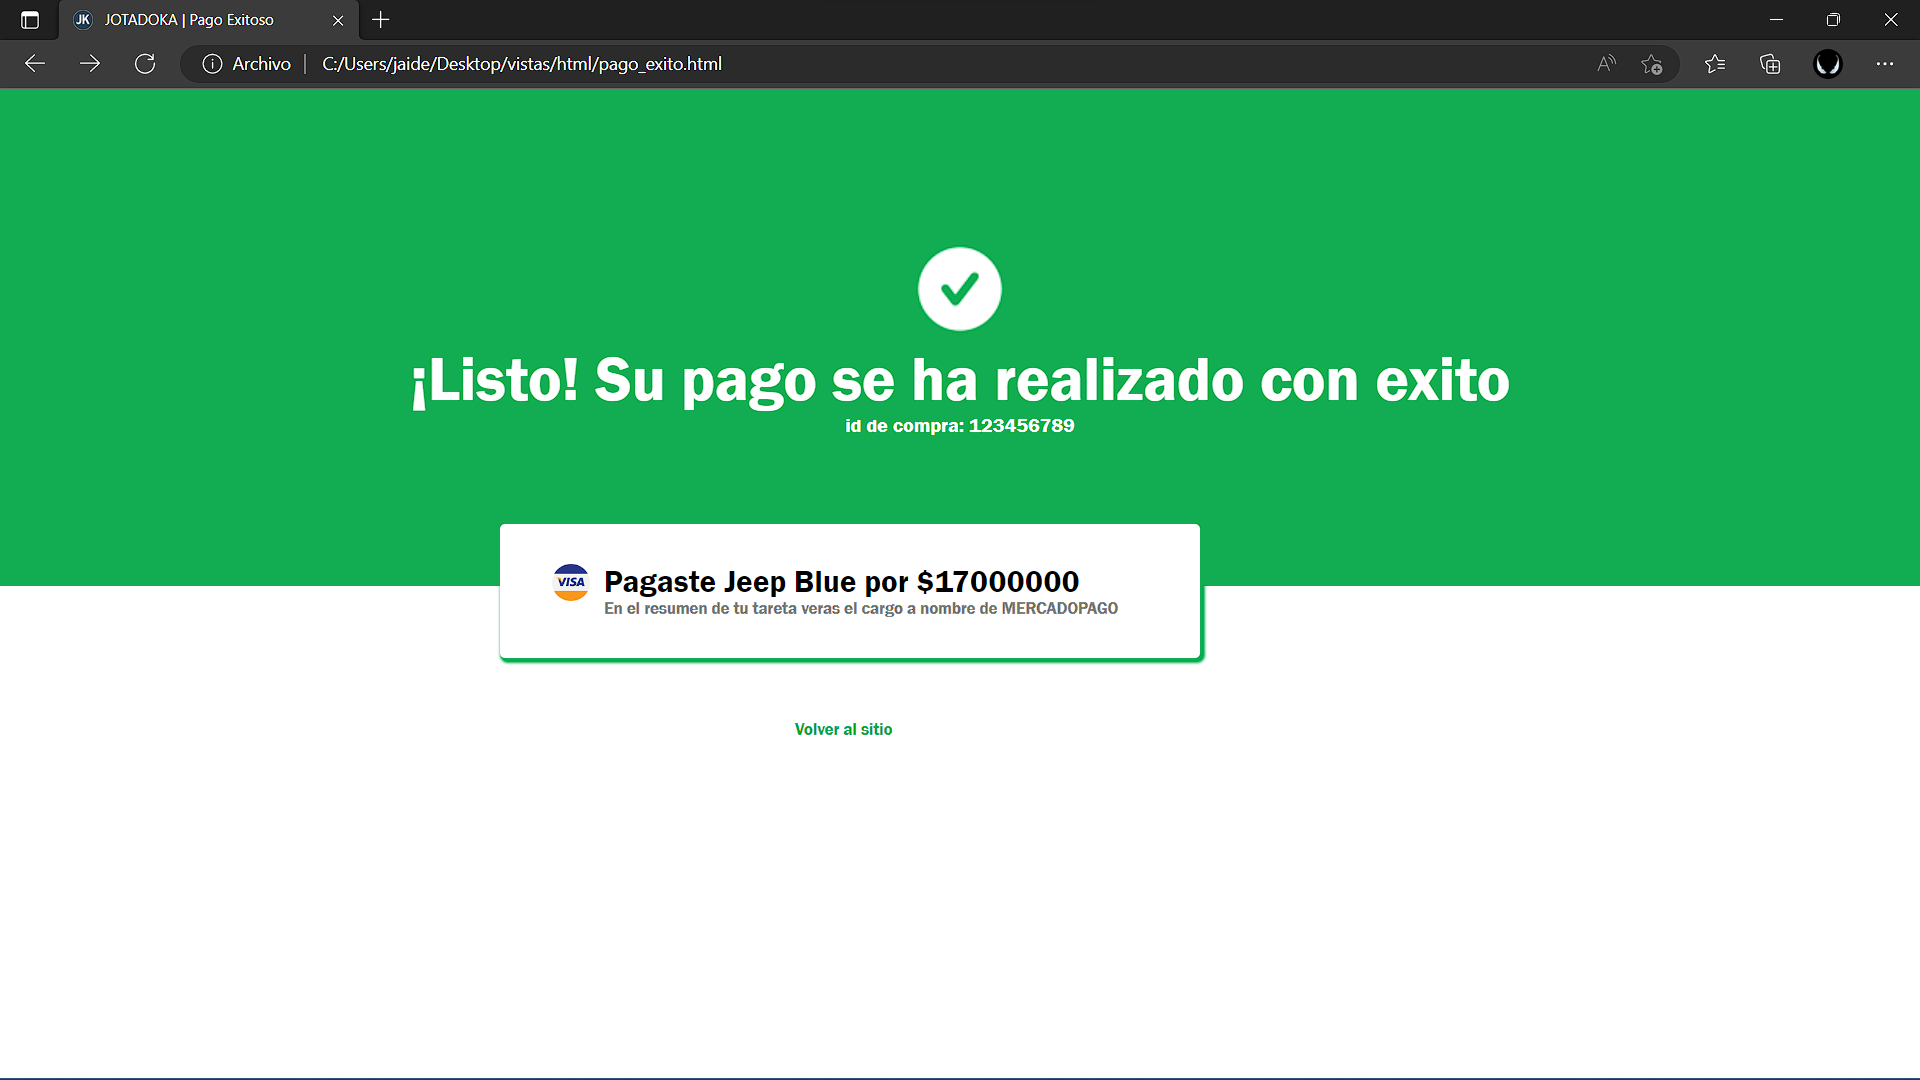 JK JOTADOKA | Pago Exitoso
Archivo | C:/Users/jaide/Desktop/vistas/html/pago_exito.html
¡Listo! Su pago se ha realizado con exito
id de compra: 123456789
VISA Pagaste Jeep Blue por $17000000
En el resumen de tu tareta veras el cargo a nombre de MERCADOPAGO
Volver al sitio